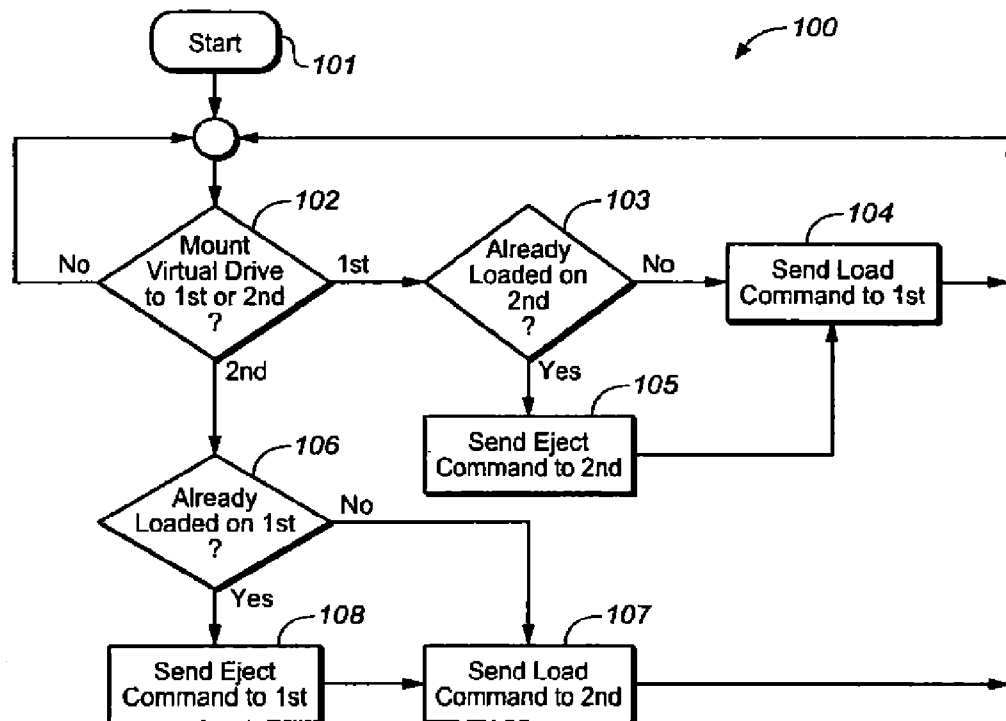 Start
101
100
102
Mount
Virtual Drive
to 1st or 2nd
?
No
1st
2nd
103
Already
Loaded on
2nd
?
No
Yes
104
Send Load
Command to 1st
105
Send Eject
Command to 2nd
106
Already
Loaded on 1st
?
No
Yes
108
Send Eject
Command to 1st
107
Send Load
Command to 2nd